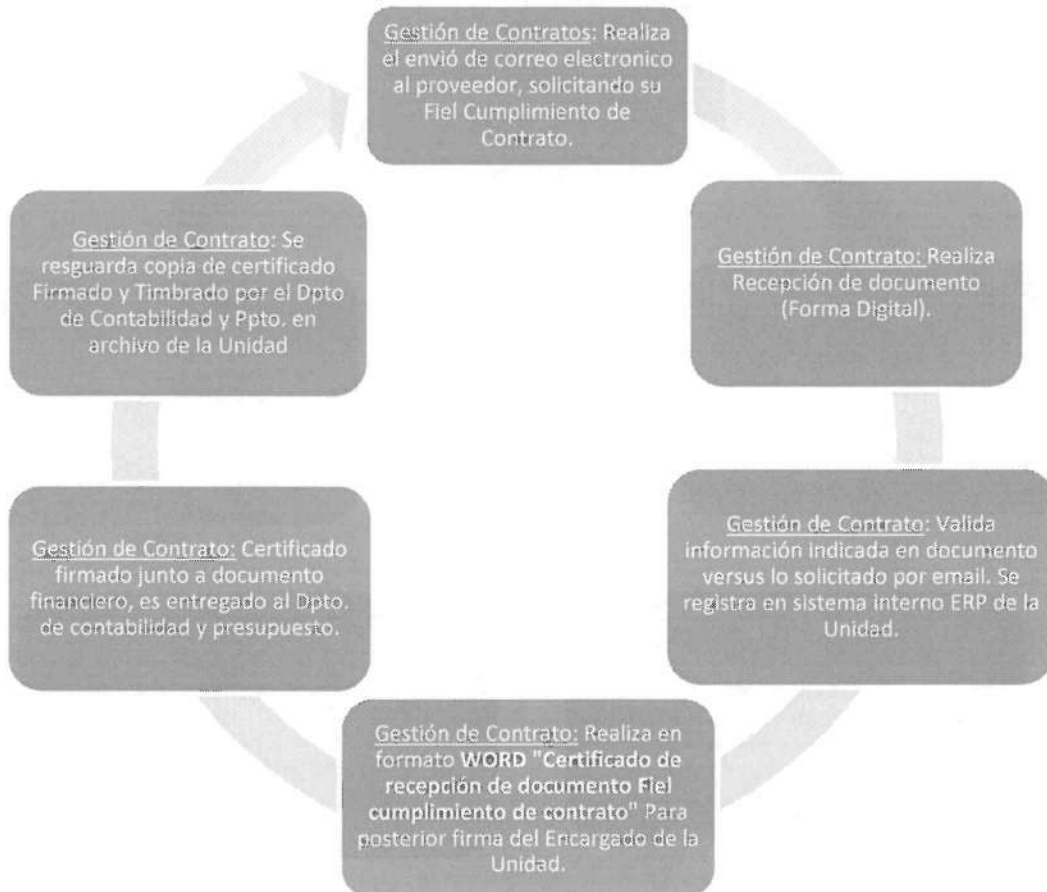 Gestión de Contratos: Realiza
el envió de correo electronico
al proveedor, solicitando su
Fiel Cumplimiento de
Contrato.
Gestión de Contrato: Realiza
Recepción de documento
(Forma Digital).
Gestión de Contrato: Valida
información indicada en documento
versus lo solicitado por email. Se
registra en sistema interno ERP de la
Unidad.
Gestión de Contrato: Realiza en
formato WORD "Certificado de
recepción de documento Fiel
cumplimiento de contrato" Para
posterior firma del Encargado de la
Unidad.
Gestión de Contrato: Certificado
firmado junto a documento
financiero, es entregado al Dpto.
de contabilidad y presupuesto.
Gestión de Contrato: Se
resguarda copia de certificado
Firmado y Timbrado por el Dpto
de Contabilidad y Ppto. en
archivo de la Unidad